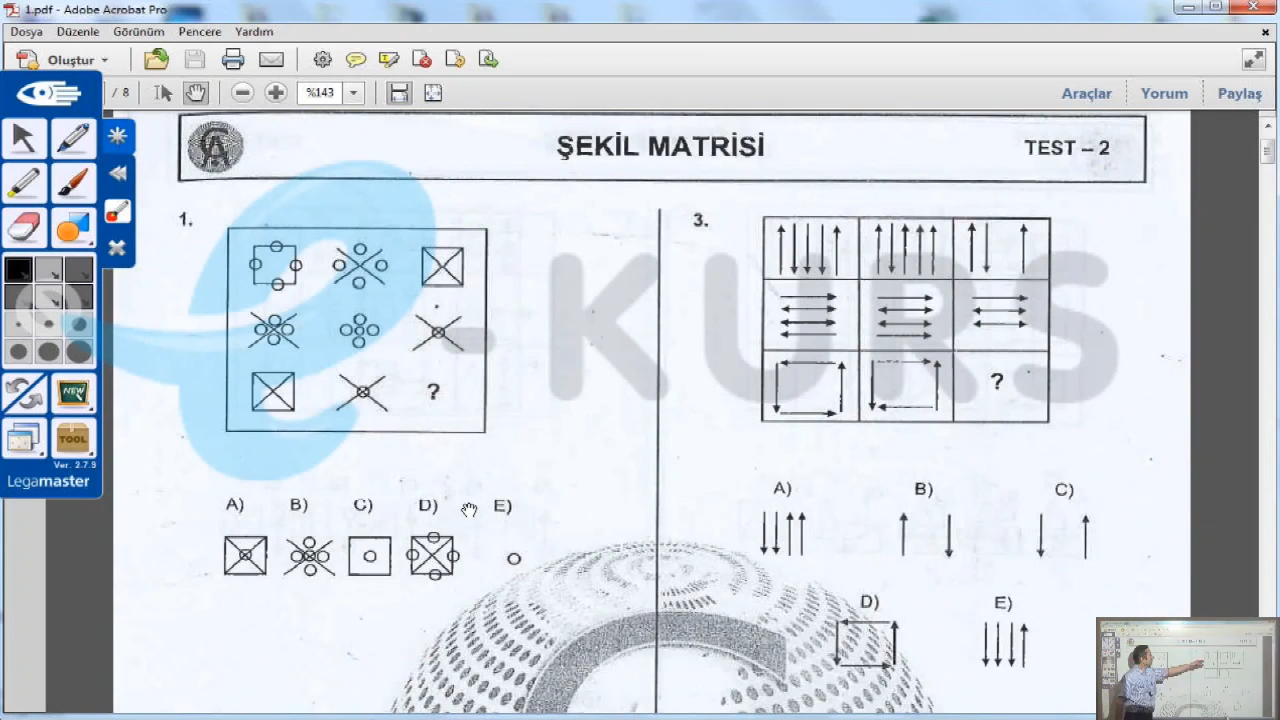 1.pdf - Adobe Acrobat Pro
Dosya Düzenle Görünüm Pencere Yardım
Oluştur
/ 8
%143
Araçlar Yorum Paylaş
ŞEKİL MATRİSİ
TEST – 2
1.
?
A) B) C) D) E)
3.
?
A) B) C)
D) E)
e-KURS
NEW
TOOL
Ver. 2.7.9
Legamaster